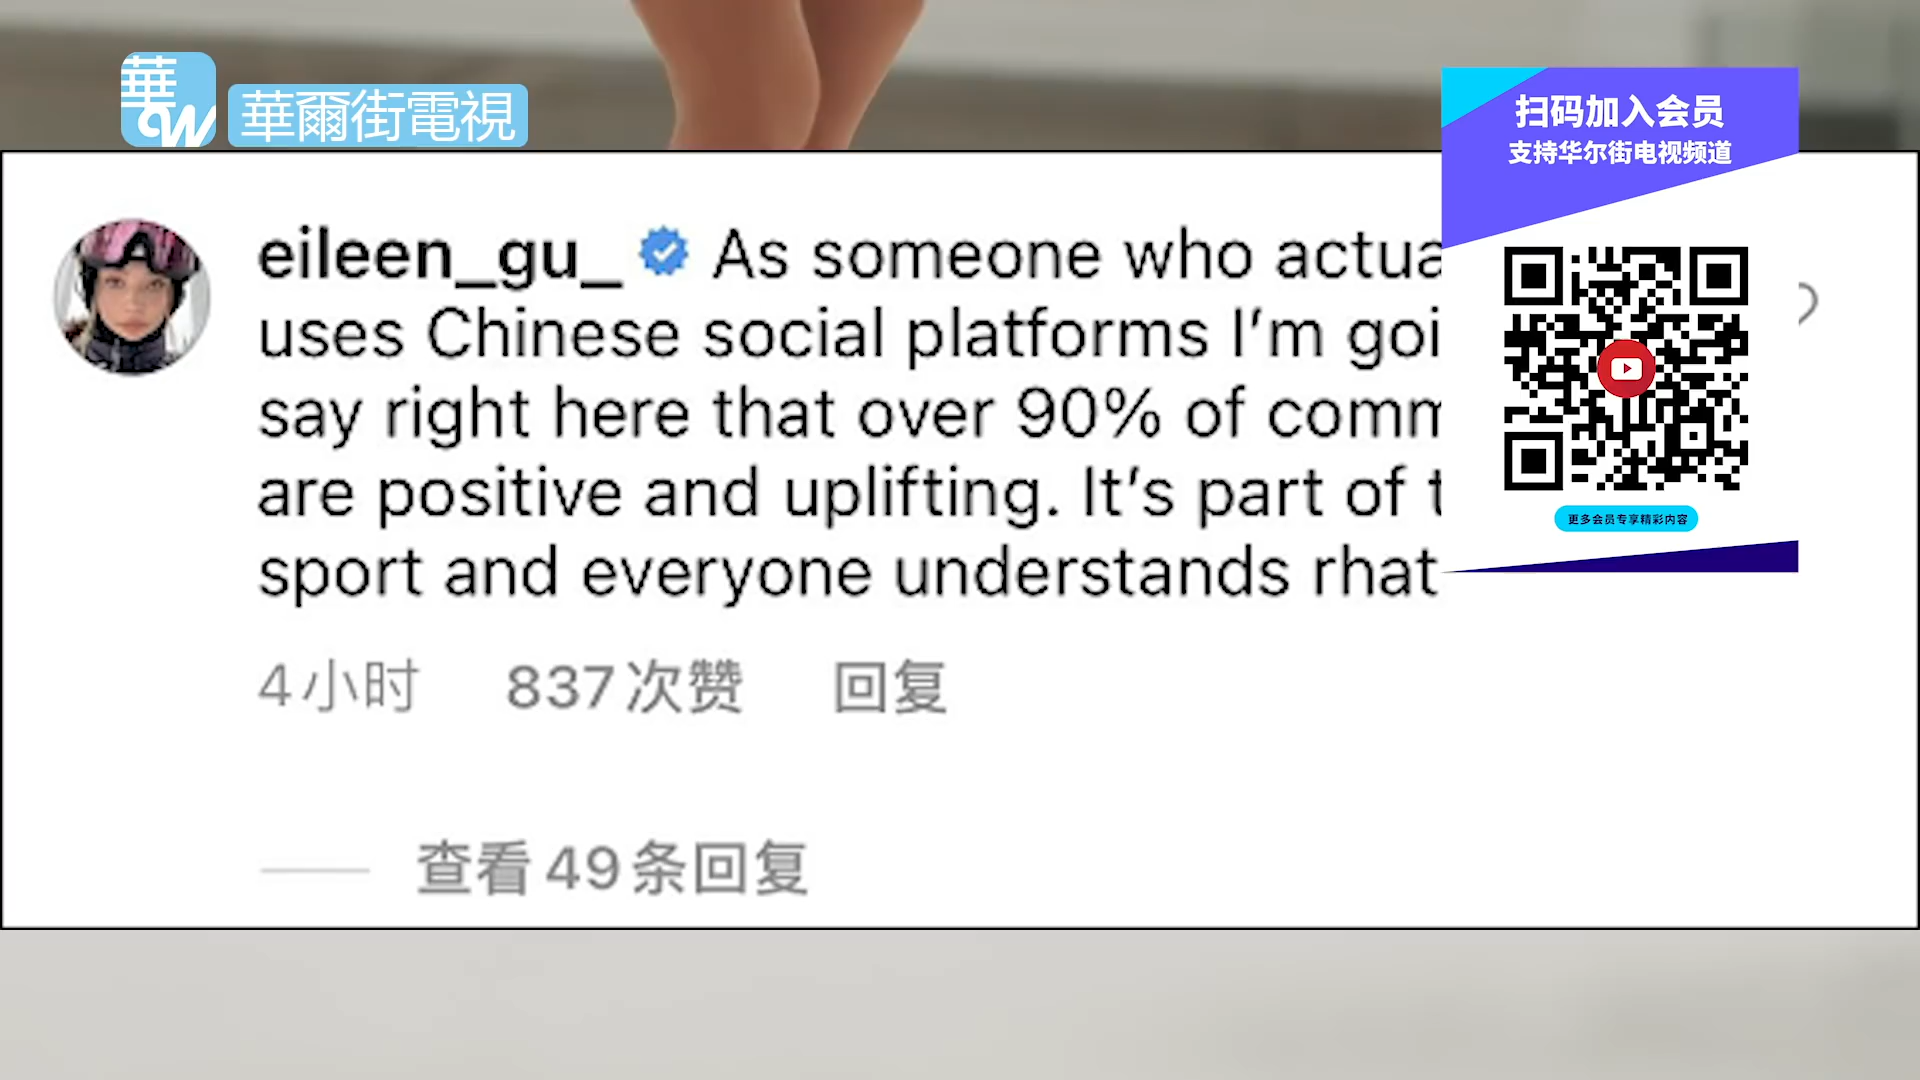 華
華爾街電視
扫码加入会员
支持华尔街电视频道
eileen_gu_ As someone who
uses Chinese social platforms I’m
say right here that over 90% of
are positive and uplifting. It’s part of
sport and everyone understands rhat
4小时 837次赞 回复
查看49条回复
更多会员专享精彩内容